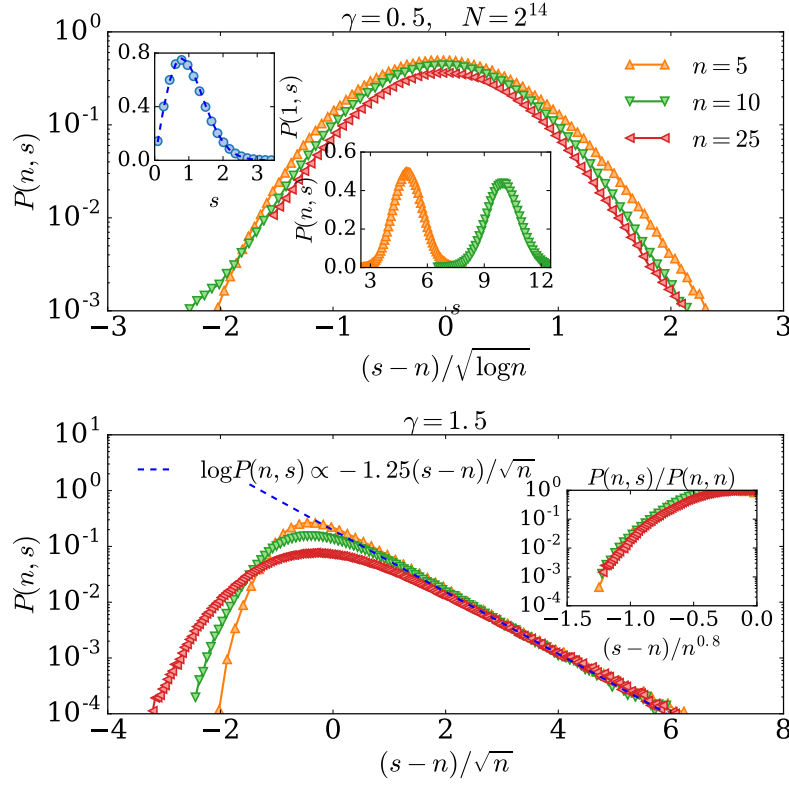 γ = 0.5,   N = 2^14
10^0
10^-1
10^-2
10^-3
P(n, s)
0.8
0.4
0.0
0 1 2 3
s
P(1, s)
n = 5
n = 10
n = 25
0.6
0.4
0.2
0.0
P(n, s)
3 6 9 12
s
−3 −2 −1 0 1 2 3
(s − n)/√log n
γ = 1.5
10^1
10^0
10^-1
10^-2
10^-3
10^-4
P(n, s)
log P(n, s) ∝ −1.25(s − n)/√n
P(n, s)/P(n, n)
10^0
10^-1
10^-2
10^-3
10^-4
−1.5 −1.0 −0.5 0.0
(s − n)/n^0.8
−4 −2 0 2 4 6 8
(s − n)/√n